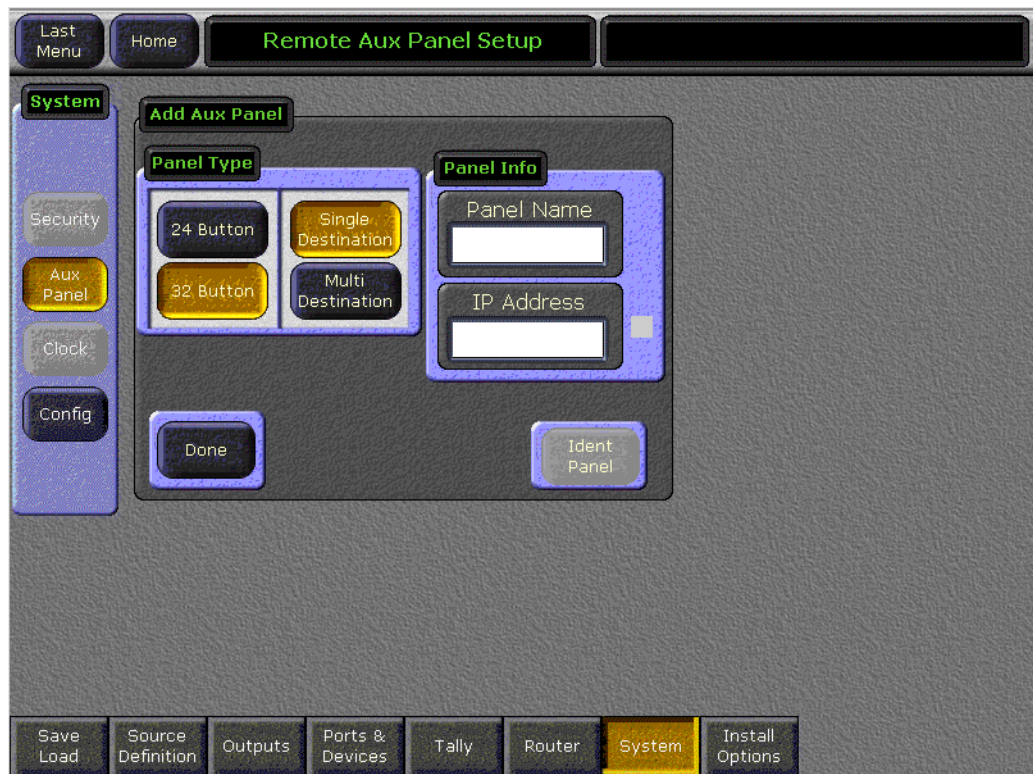 Last
Menu
Home
Remote Aux Panel Setup
System
Security
Aux
Panel
Clock
Config
Add Aux Panel
Panel Type
24 Button
Single
Destination
32 Button
Multi
Destination
Panel Info
Panel Name
IP Address
Done
Ident
Panel
Save
Load
Source
Definition
Outputs
Ports &
Devices
Tally
Router
System
Install
Options